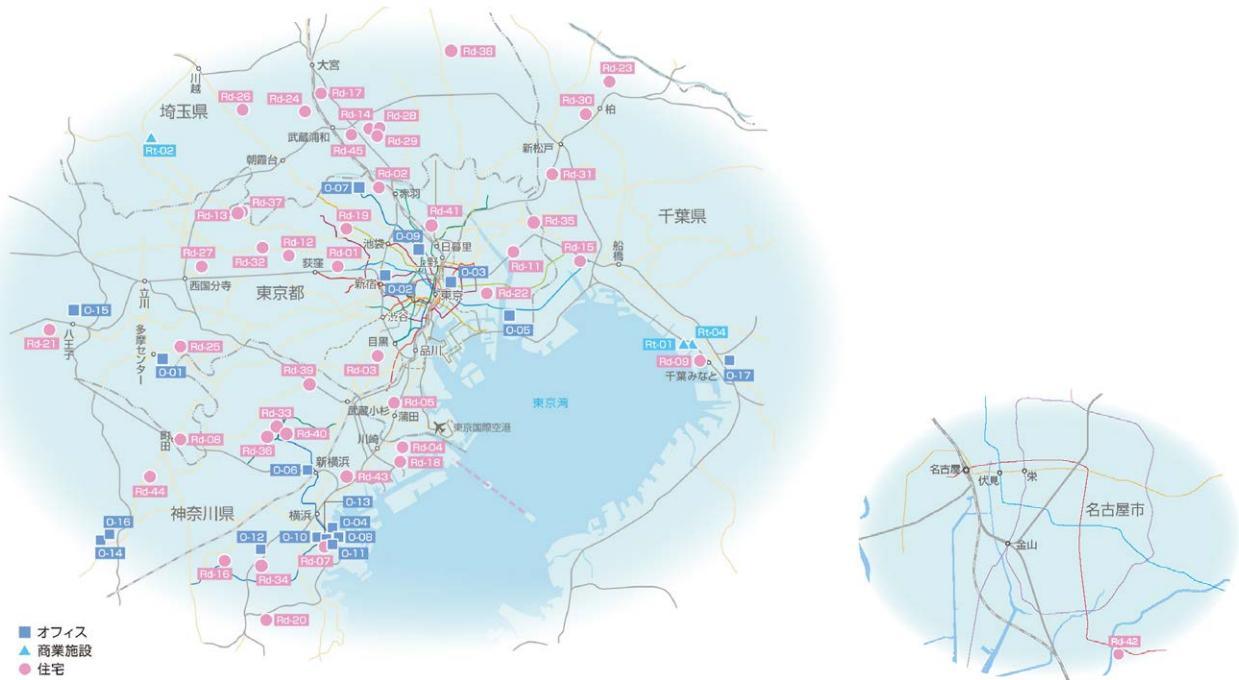 大宮
Rd-38
Rd-23
川越
埼玉県
Rd-26
Rd-24
Rd-17
Rd-30
柏
Rd-14
Rd-28
武蔵浦和
Rd-45
Rd-29
新松戸
Rt-02
朝霞台
Rd-31
O-07
Rd-02
赤羽
Rd-37
Rd-13
Rd-19
Rd-41
Rd-35
千葉県
池袋
O-09
日暮里
上野
Rd-27
Rd-12
Rd-32
荻窪
Rd-01
Rd-11
Rd-15
船橋
立川
西国分寺
東京都
新宿
O-02
O-03
東京
Rd-22
O-15
八王子
Rd-21
渋谷
O-05
多摩センター
O-01
Rd-25
目黒
品川
Rd-03
Rt-04
Rt-01
Rd-09
千葉みなと
O-17
Rd-39
武蔵小杉
Rd-05
蒲田
東京湾
東京国際空港
町田
Rd-08
Rd-33
Rd-36
Rd-40
川崎
Rd-04
Rd-18
O-06
新横浜
Rd-43
Rd-44
神奈川県
横浜
O-13
O-04
O-16
O-14
O-12
O-10
O-08
O-11
Rd-07
Rd-16
Rd-34
Rd-20
オフィス
商業施設
住宅
名古屋
伏見
栄
名古屋市
金山
Rd-42